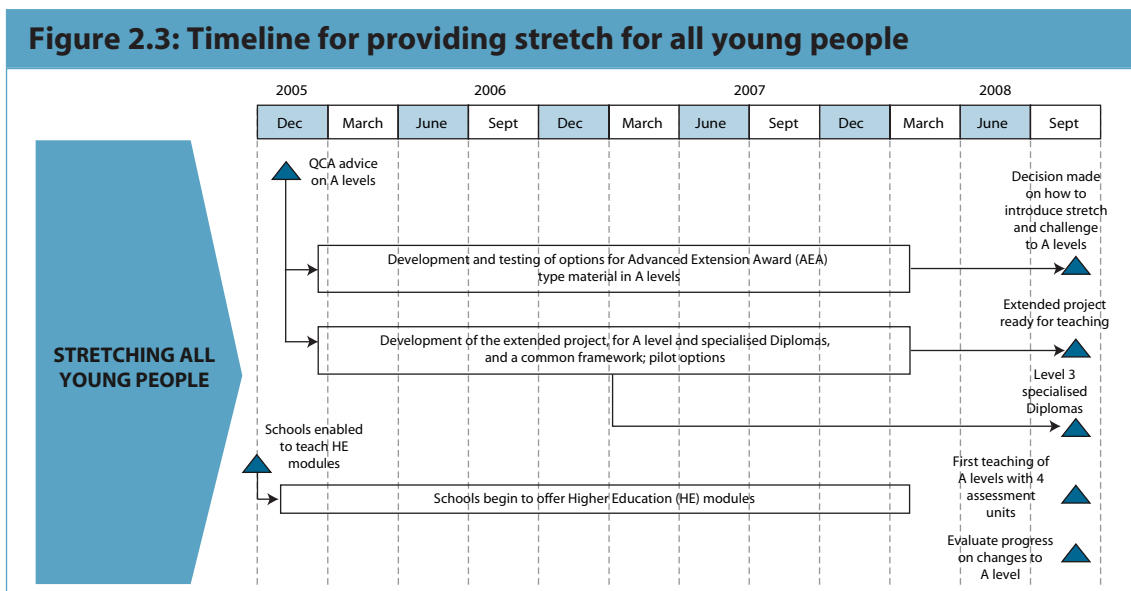 Figure 2.3: Timeline for providing stretch for all young people
2005 2006 2007 2008
Dec March June Sept Dec March June Sept Dec March June Sept
QCA advice
on A levels
Decision made
on how to
introduce stretch
and challenge
to A levels
Development and testing of options for Advanced Extension Award (AEA)
type material in A levels
Extended project
ready for teaching
Development of the extended project, for A level and specialised Diplomas,
and a common framework; pilot options
STRETCHING ALL
YOUNG PEOPLE
Level 3
specialised
Diplomas
Schools enabled
to teach HE
modules
First teaching of
A levels with 4
assessment
units
Schools begin to offer Higher Education (HE) modules
Evaluate progress
on changes to
A level